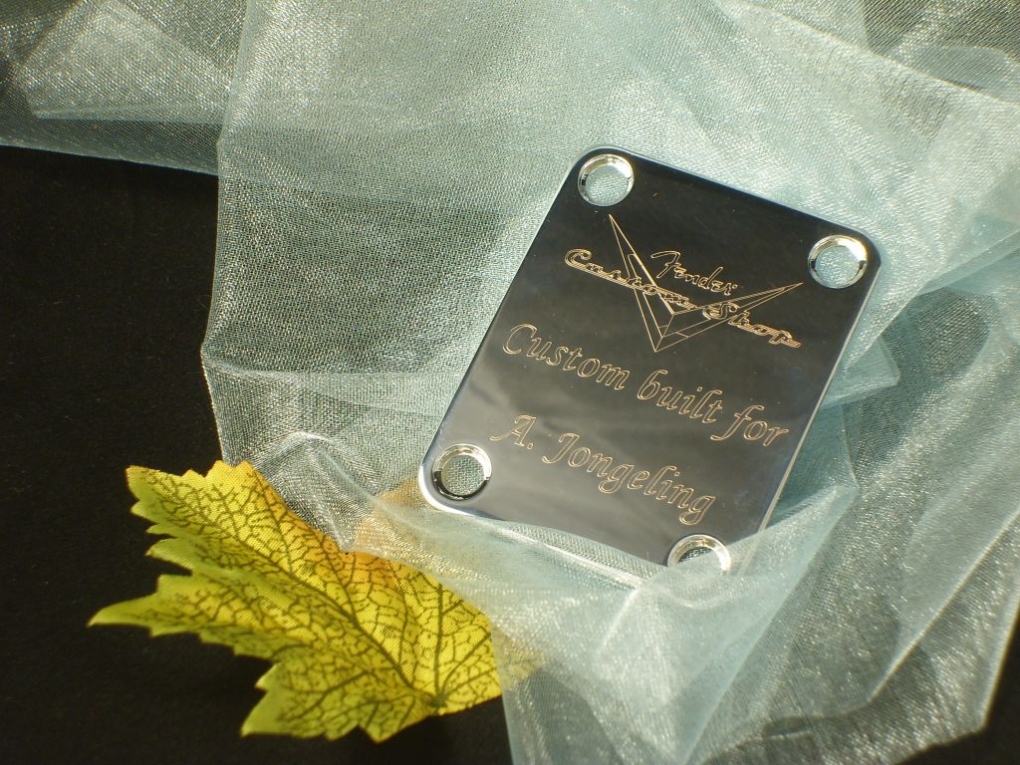 Fender
Custom Shop
Custom built for
A. Jongeling